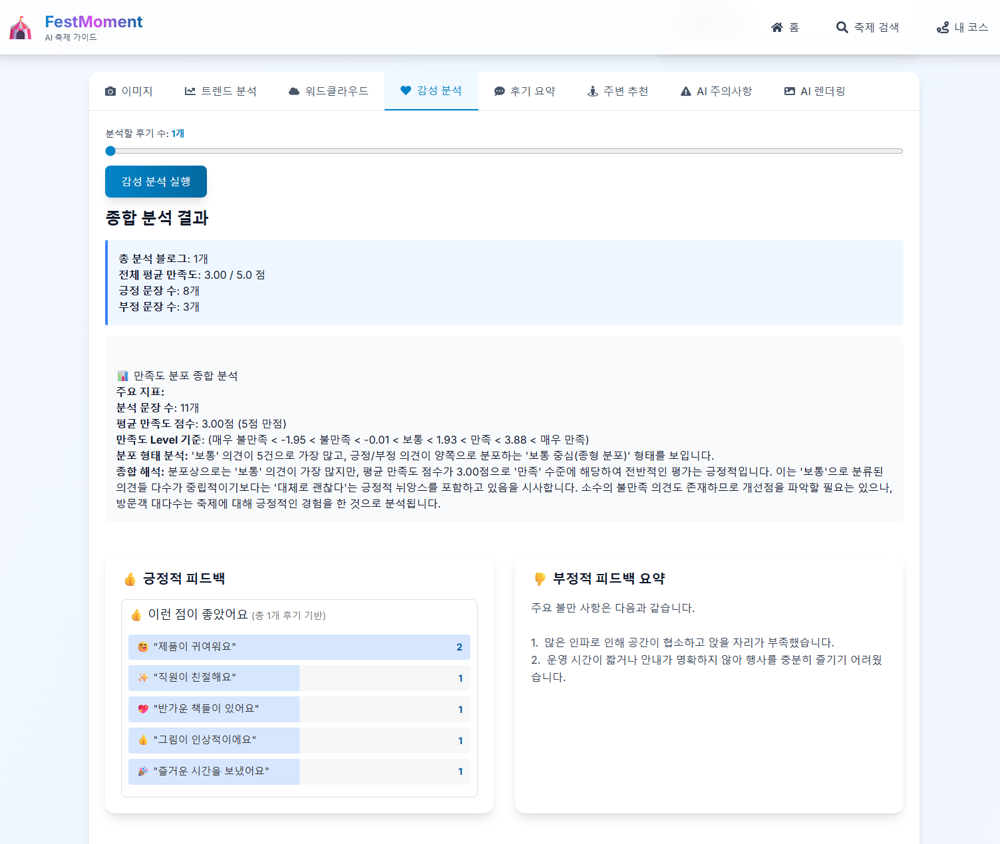 FestMoment
AI 축제 가이드
홈
축제 검색
내 코스
이미지
트렌드 분석
워드클라우드
감성 분석
후기 요약
주변 추천
AI 주의사항
AI 렌더링
분석할 후기 수: 1개
감성 분석 실행
종합 분석 결과
총 분석 블로그: 1개
전체 평균 만족도: 3.00 / 5.0 점
긍정 문장 수: 8개
부정 문장 수: 3개
만족도 분포 종합 분석
주요 지표:
분석 문장 수: 11개
평균 만족도 점수: 3.00점 (5점 만점)
만족도 Level 기준: (매우 불만족 < -1.95 < 불만족 < -0.01 < 보통 < 1.93 < 만족 < 3.88 < 매우 만족)
분포 형태 분석: '보통' 의견이 5건으로 가장 많고, 긍정/부정 의견이 양쪽으로 분포하는 '보통 중심(종형 분포)' 형태를 보입니다.
종합 해석: 분포상으로는 '보통' 의견이 가장 많지만, 평균 만족도 점수가 3.00점으로 '만족' 수준에 해당하여 전반적인 평가는 긍정적입니다. 이는 '보통'으로 분류된
의견들 다수가 중립적이기보다는 '대체로 괜찮다'는 긍정적 뉘앙스를 포함하고 있음을 시사합니다. 소수의 불만족 의견도 존재하므로 개선점을 파악할 필요는 있으나,
방문객 대다수는 축제에 대해 긍정적인 경험을 한 것으로 분석됩니다.
👍 긍정적 피드백
👍 이런 점이 좋았어요 (총 1개 후기 기반)
"제품이 귀여워요" 2
"직원이 친절해요" 1
"반가운 책들이 있어요" 1
"그림이 인상적이에요" 1
"즐거운 시간을 보냈어요" 1
👎 부정적 피드백 요약
주요 불만 사항은 다음과 같습니다.
1. 많은 인파로 인해 공간이 협소하고 앉을 자리가 부족했습니다.
2. 운영 시간이 짧거나 안내가 명확하지 않아 행사를 충분히 즐기기 어려웠
습니다.